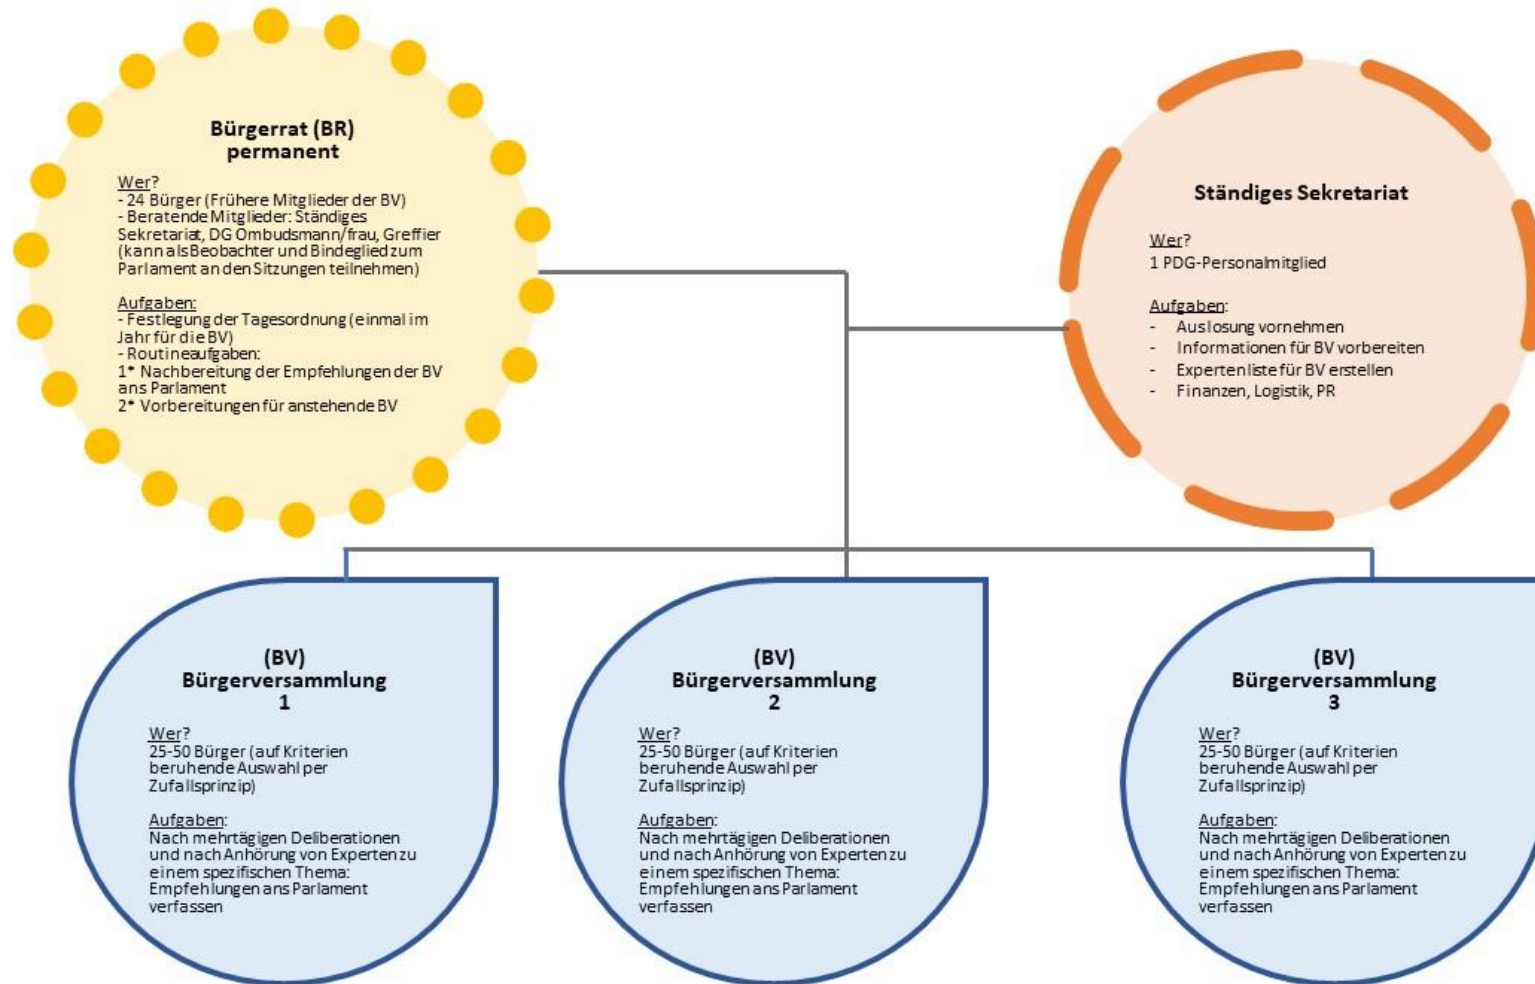 Bürgerrat (BR)
permanent
Wer?
- 24 Bürger (Frühere Mitglieder der BV)
- Beratende Mitglieder: Ständiges
Sekretariat, DG Ombudsmann/frau, Greffier
(kann als Beobachter und Bindeglied zum
Parlament an den Sitzungen teilnehmen)
Aufgaben:
- Festlegung der Tagesordnung (einmal im
Jahr für die BV)
- Routineaufgaben:
1* Nachbereitung der Empfehlungen der BV
ans Parlament
2* Vorbereitungen für anstehende BV
Ständiges Sekretariat
Wer?
1 PDG-Personalmitglied
Aufgaben:
- Auslosung vornehmen
- Informationen für BV vorbereiten
- Expertenliste für BV erstellen
- Finanzen, Logistik, PR
(BV)
Bürgerversammlung
1
Wer?
25-50 Bürger (auf Kriterien
beruhende Auswahl per
Zufallsprinzip)
Aufgaben:
Nach mehrtägigen Deliberationen
und nach Anhörung von Experten zu
einem spezifischen Thema:
Empfehlungen ans Parlament
verfassen
(BV)
Bürgerversammlung
2
Wer?
25-50 Bürger (auf Kriterien
beruhende Auswahl per
Zufallsprinzip)
Aufgaben:
Nach mehrtägigen Deliberationen
und nach Anhörung von Experten zu
einem spezifischen Thema:
Empfehlungen ans Parlament
verfassen
(BV)
Bürgerversammlung
3
Wer?
25-50 Bürger (auf Kriterien
beruhende Auswahl per
Zufallsprinzip)
Aufgaben:
Nach mehrtägigen Deliberationen
und nach Anhörung von Experten zu
einem spezifischen Thema:
Empfehlungen ans Parlament
verfassen